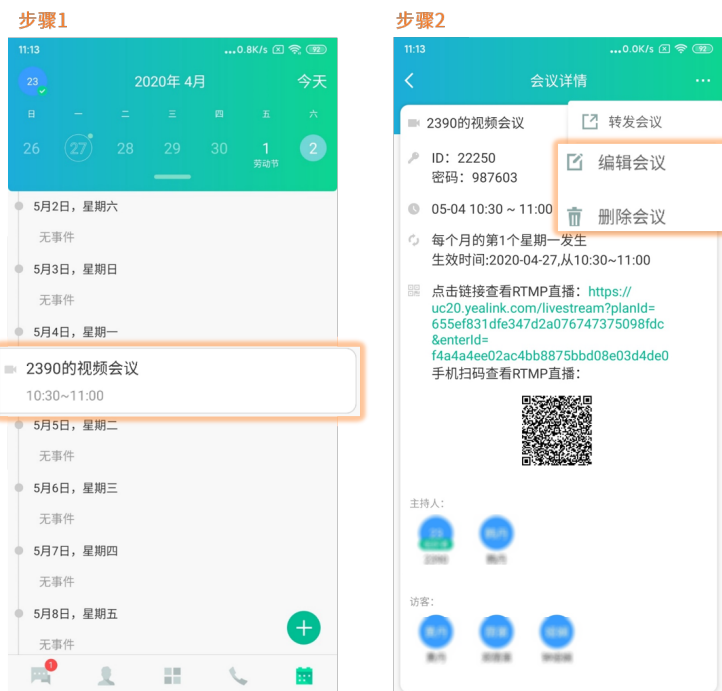 步骤1
11:13
...0.8K/s
92
23
2020年 4月
今天
日 一 二 三 四 五 六
26 27 28 29 30 1 2
劳动节
5月2日，星期六
无事件
5月3日，星期日
无事件
5月4日，星期一
2390的视频会议
10:30~11:00
5月5日，星期二
无事件
5月6日，星期三
无事件
5月7日，星期四
无事件
5月8日，星期五
无事件
1
步骤2
11:13
...0.0K/s
92
会议详情
...
2390的视频会议
转发会议
编辑会议
删除会议
ID：22250
密码：987603
05-04 10:30 ~ 11:00
每个月的第1个星期一发生
生效时间:2020-04-27,从10:30~11:00
点击链接查看RTMP直播：https://
uc20.yealink.com/livestream?planId=
655ef831dfe347d2a076747375098fdc
&enterId=
f4a4a4ee02ac4bb8875bbd08e03d4de0
手机扫码查看RTMP直播：
主持人：
23
2390
访客：